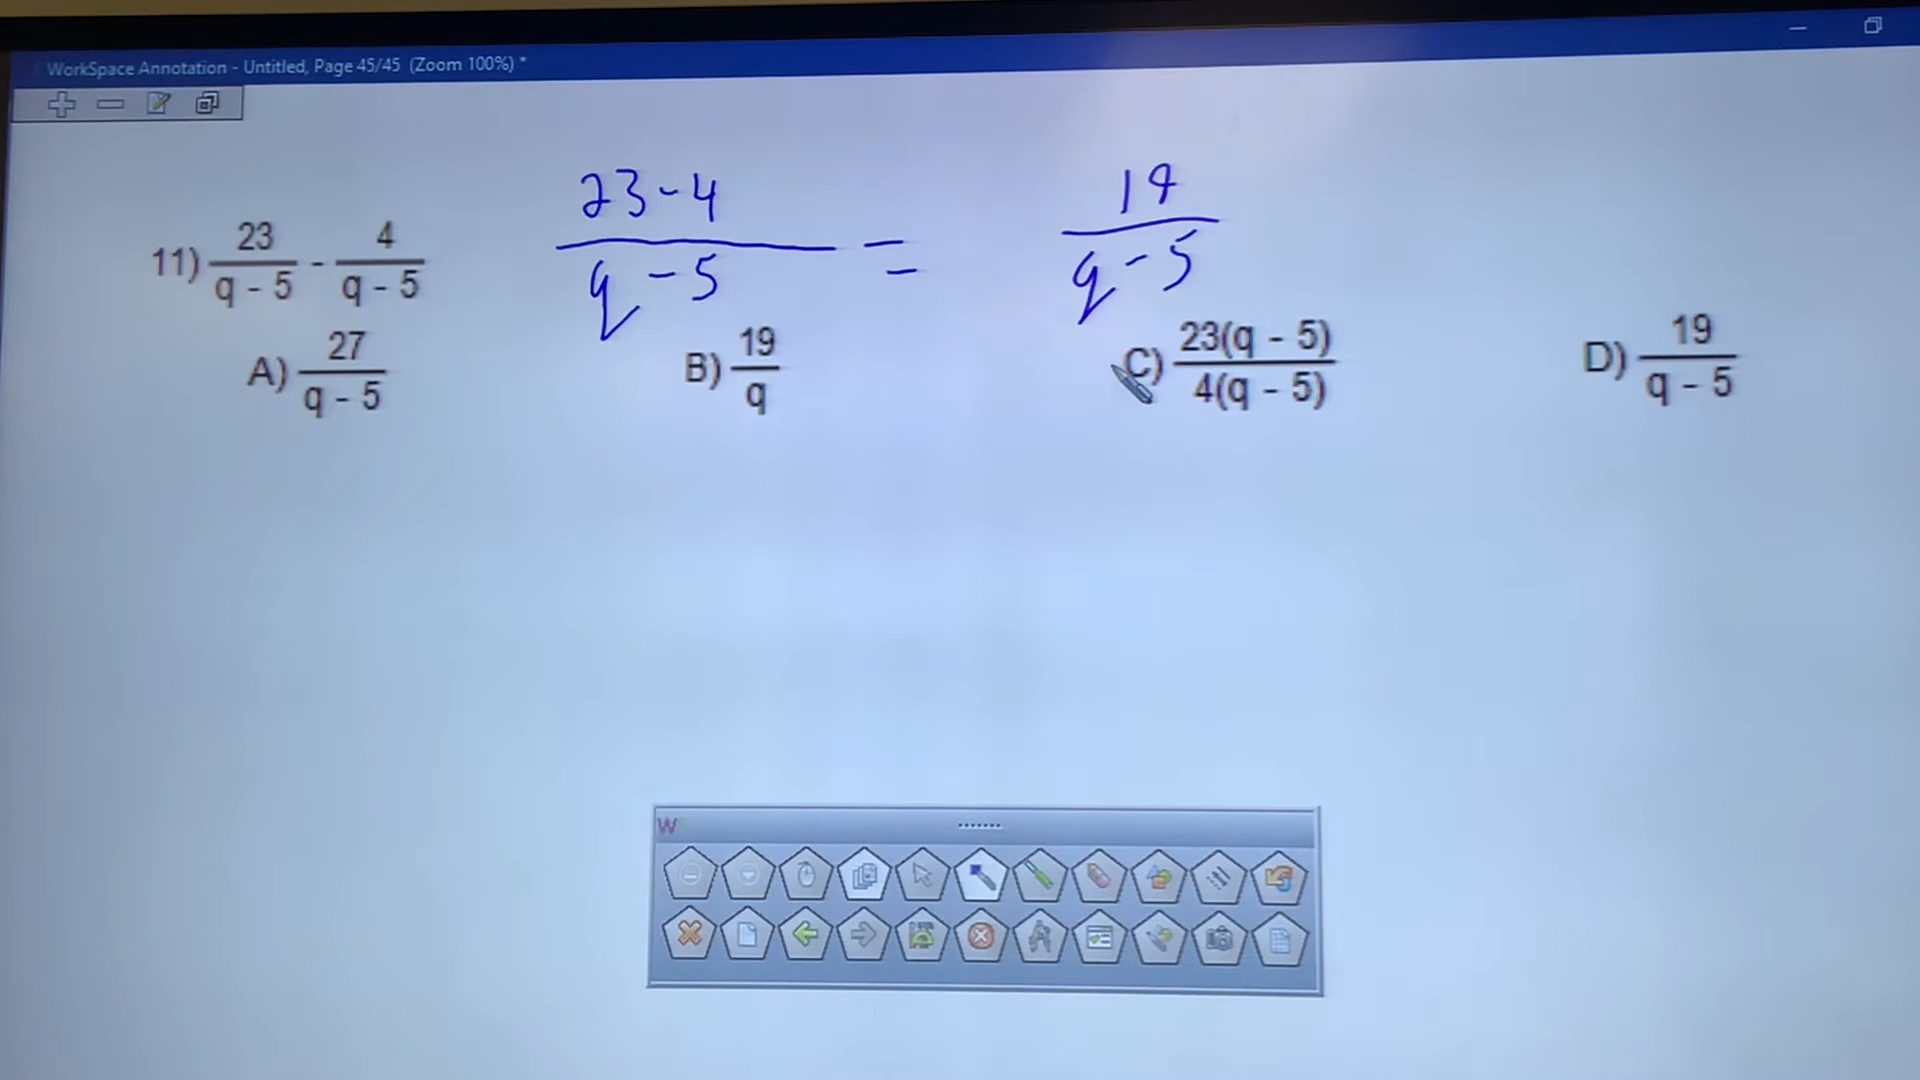 WorkSpace Annotation - Untitled, Page 45/45 (Zoom 100%) *
11) 23/(q - 5) - 4/(q - 5)
23-4/(q-5) = 19/(q-5)
A) 27/(q - 5) B) 19/q C) 23(q - 5)/4(q - 5) D) 19/(q - 5)
W